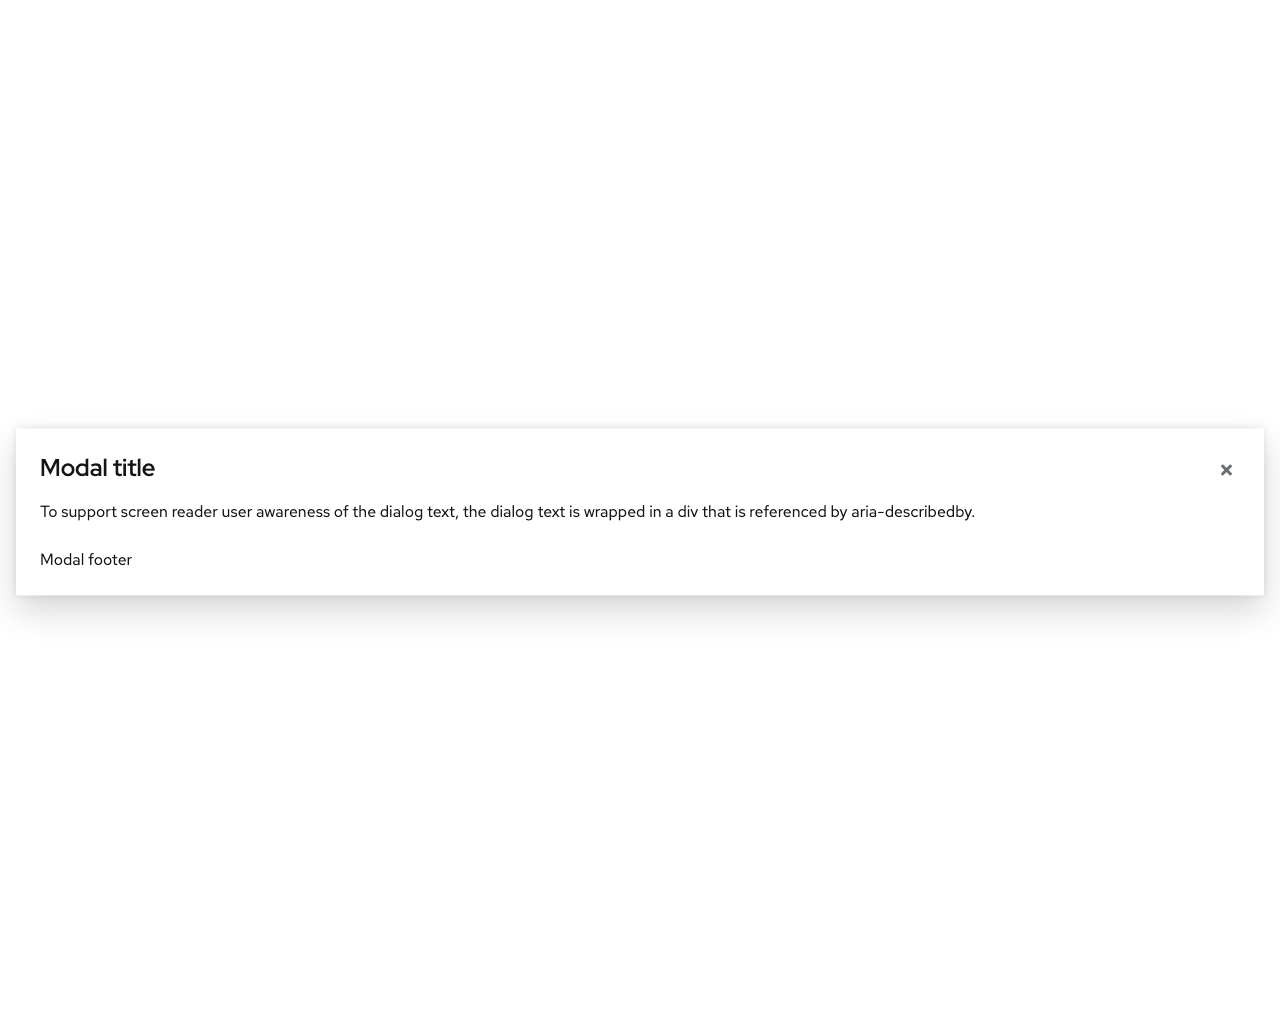 Modal title
To support screen reader user awareness of the dialog text, the dialog text is wrapped in a div that is referenced by aria-describedby.
Modal footer